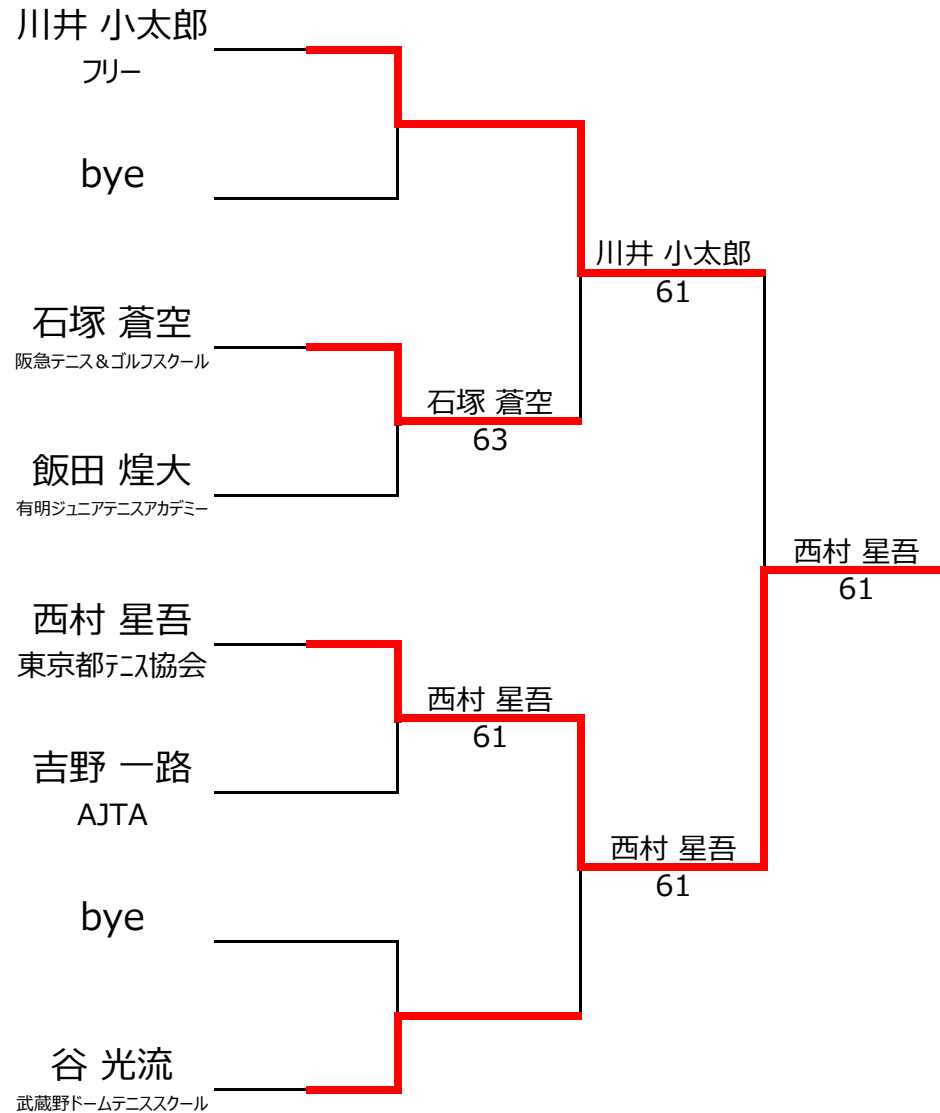 川井 小太郎
フリー
bye
川井 小太郎
61
石塚 蒼空
阪急テニス＆ゴルフスクール
石塚 蒼空
63
飯田 煌大
有明ジュニアテニスアカデミー
西村 星吾
61
西村 星吾
東京都テニス協会
西村 星吾
61
吉野 一路
AJTA
西村 星吾
61
bye
谷 光流
武蔵野ドームテニススクール